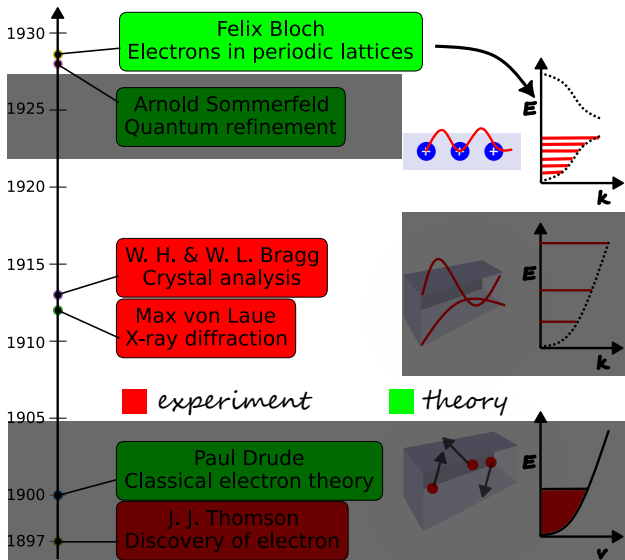 1930
Felix Bloch
Electrons in periodic lattices
E
1925
Arnold Sommerfeld
Quantum refinement
+ + +
k
1920
1915
W. H. & W. L. Bragg
Crystal analysis
E
Max von Laue
X-ray diffraction
1910
k
experiment
theory
1905
Paul Drude
Classical electron theory
E
1900
J. J. Thomson
Discovery of electron
1897
v